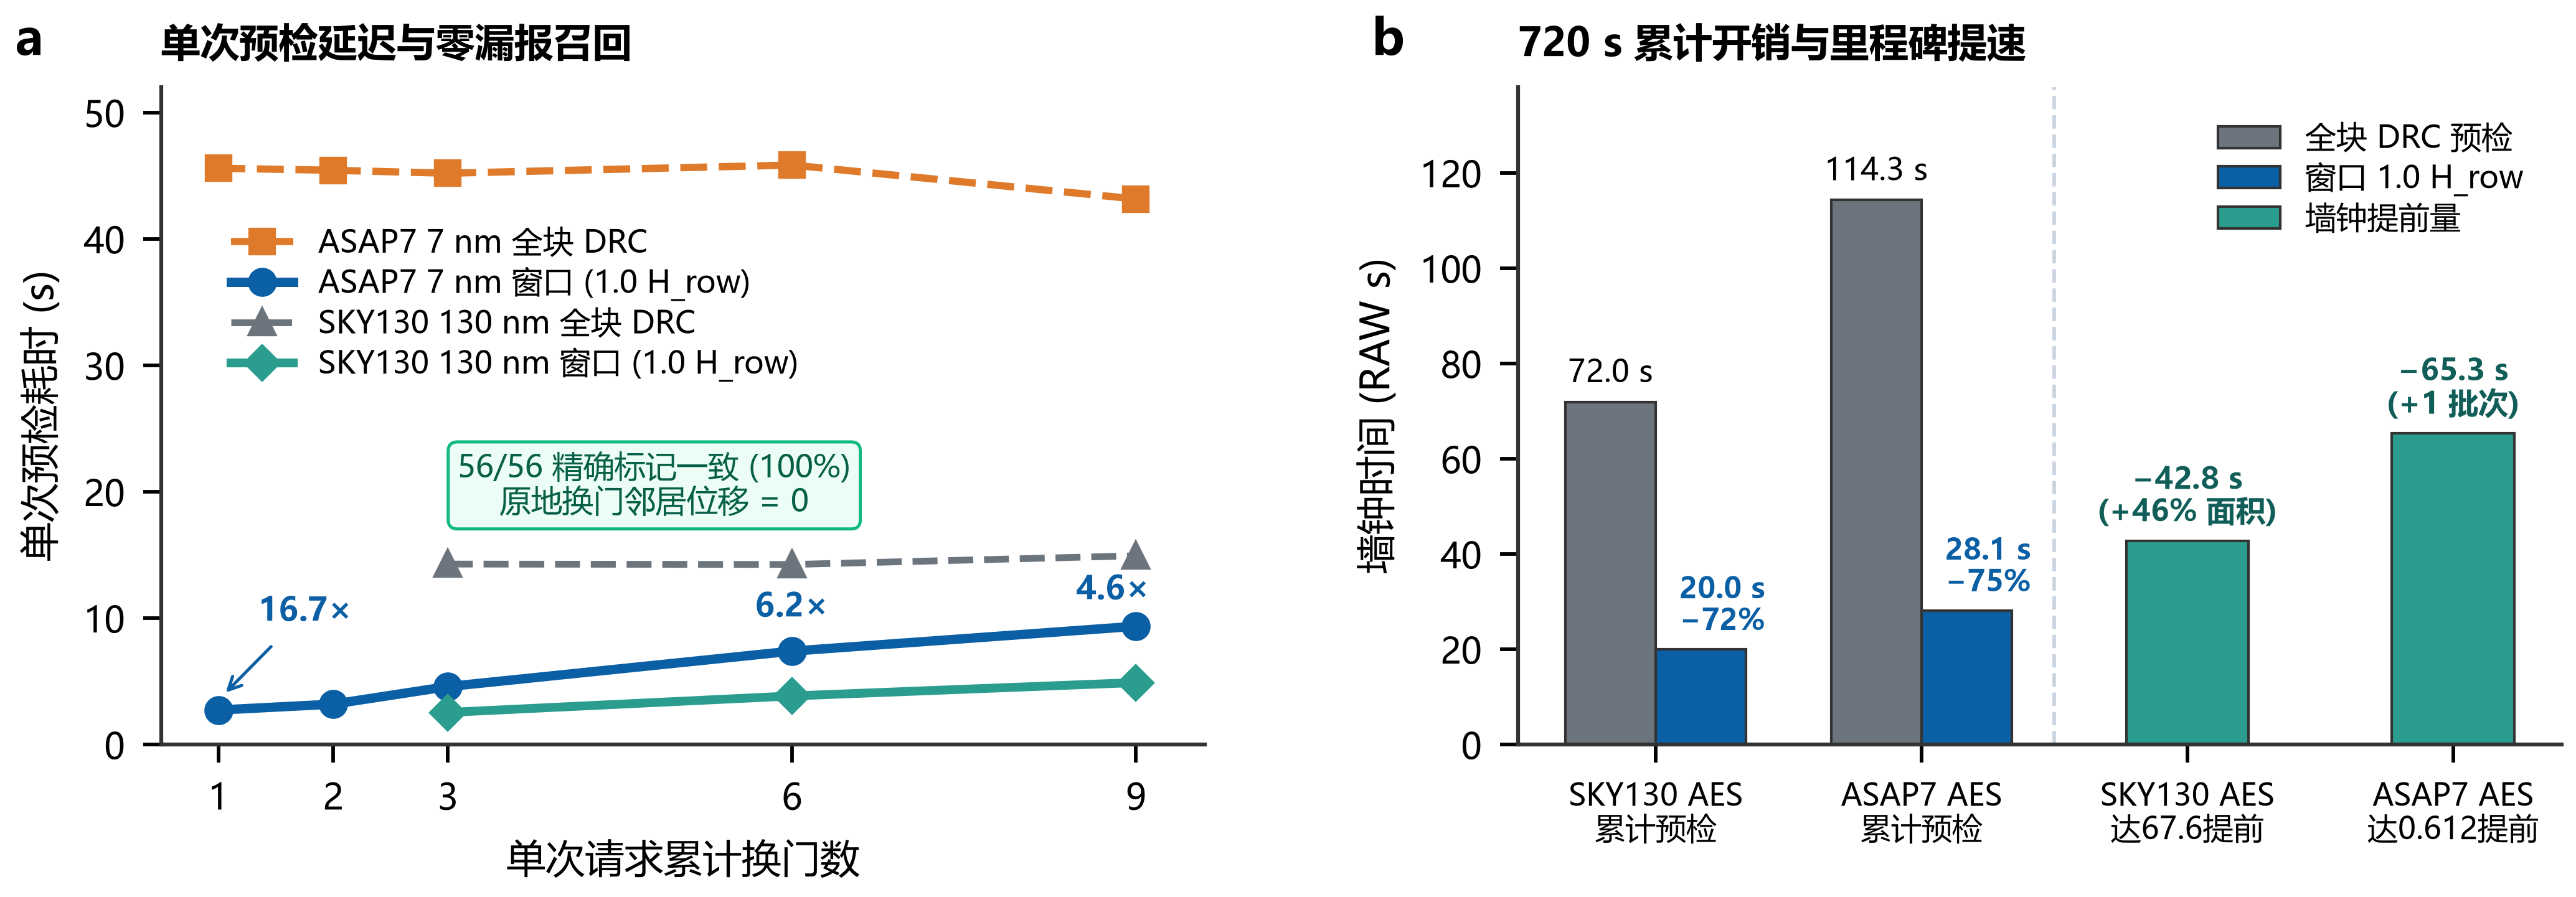 a
单次预检延迟与零漏报召回
单次预检耗时 (s)
50
40
30
20
10
0
ASAP7 7 nm 全块 DRC
ASAP7 7 nm 窗口 (1.0 H_row)
SKY130 130 nm 全块 DRC
SKY130 130 nm 窗口 (1.0 H_row)
56/56 精确标记一致 (100%)
原地换门邻居位移 = 0
16.7×
6.2×
4.6×
1
2
3
6
9
单次请求累计换门数
b
720 s 累计开销与里程碑提速
墙钟时间 (RAW s)
120
100
80
60
40
20
0
全块 DRC 预检
窗口 1.0 H_row
墙钟提前量
72.0 s
20.0 s
−72%
114.3 s
28.1 s
−75%
−42.8 s
(+46% 面积)
−65.3 s
(+1 批次)
SKY130 AES
累计预检
ASAP7 AES
累计预检
SKY130 AES
达67.6提前
ASAP7 AES
达0.612提前